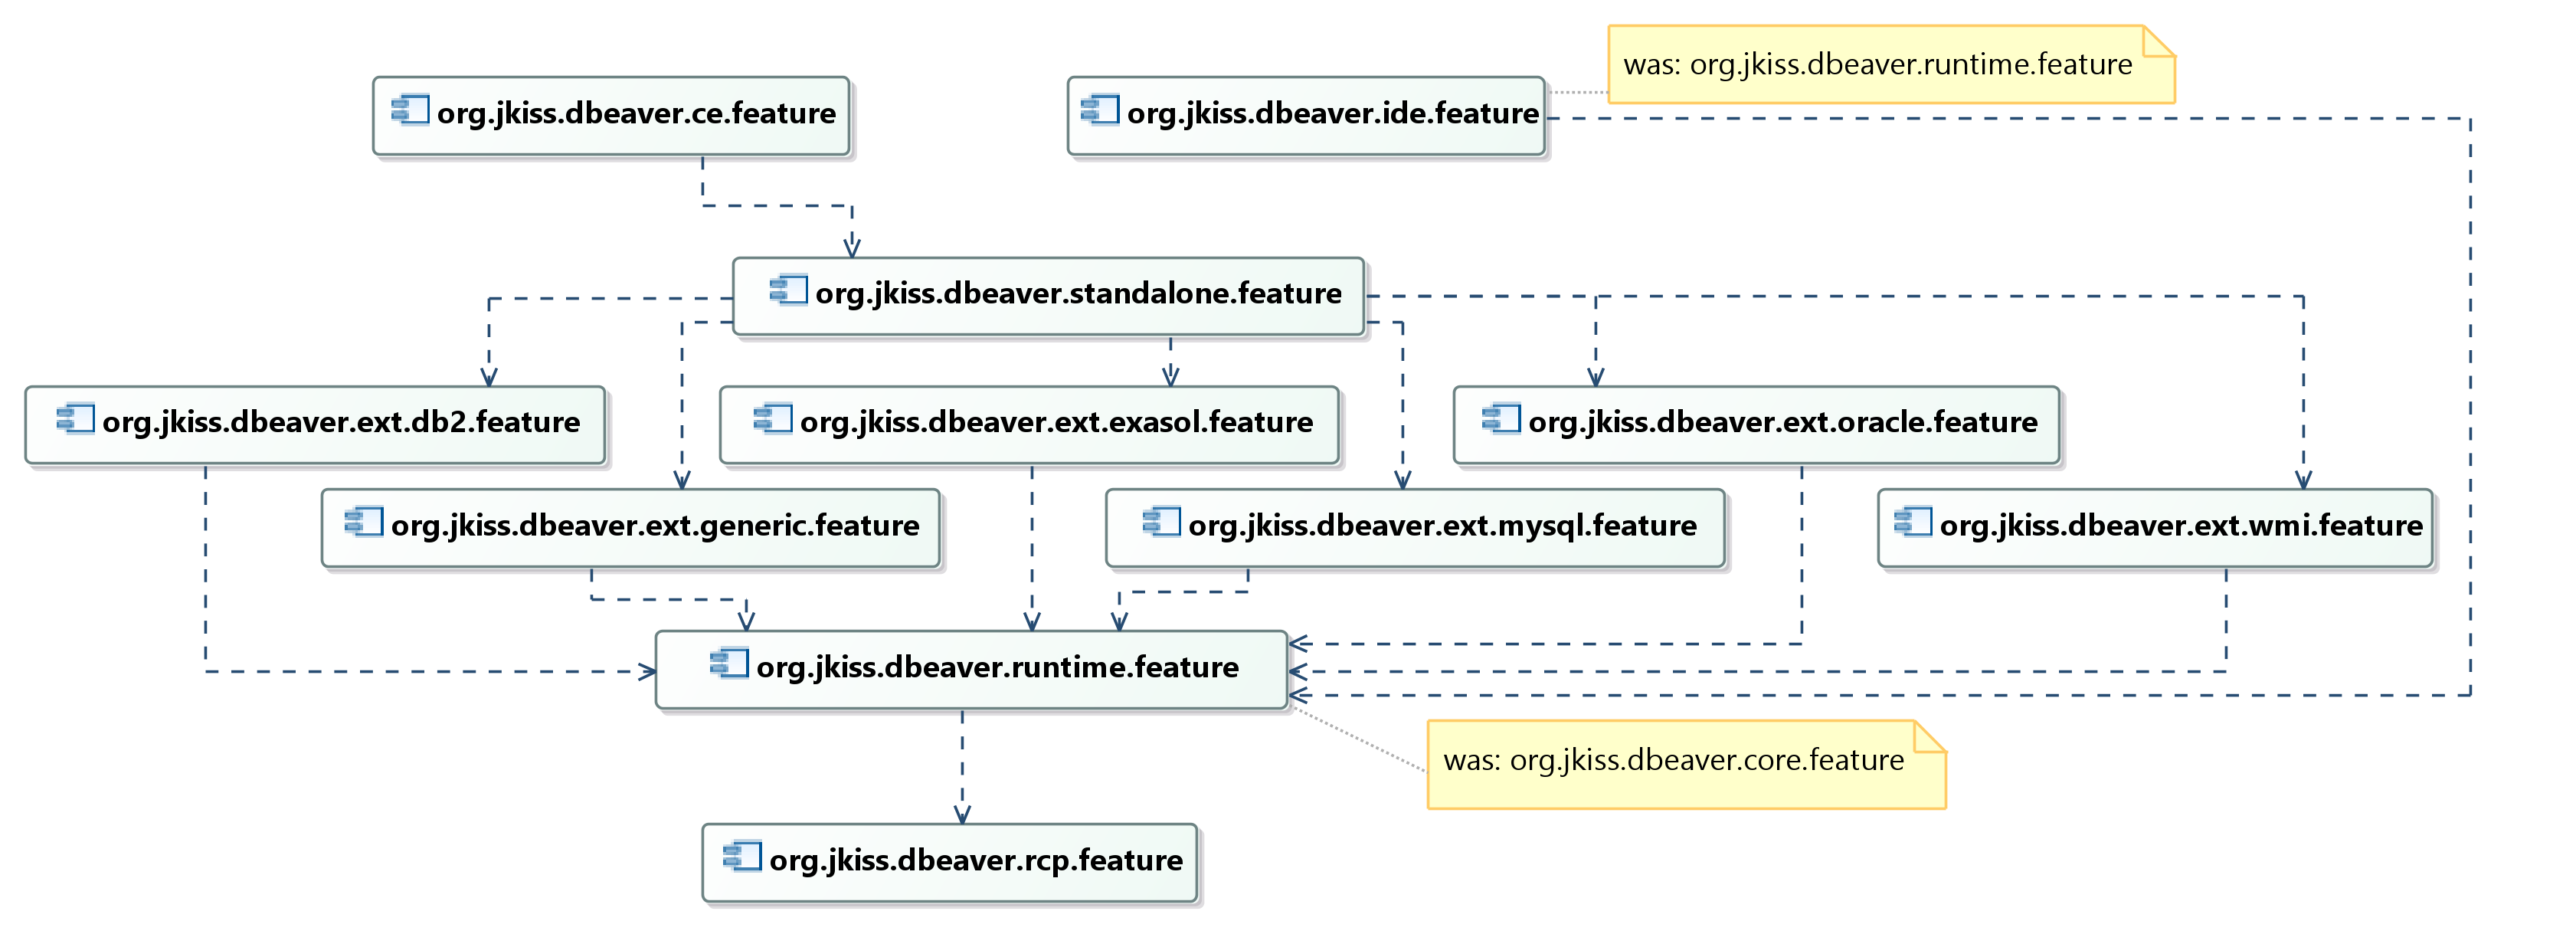 was: org.jkiss.dbeaver.runtime.feature
org.jkiss.dbeaver.ce.feature
org.jkiss.dbeaver.ide.feature
org.jkiss.dbeaver.standalone.feature
org.jkiss.dbeaver.ext.db2.feature
org.jkiss.dbeaver.ext.exasol.feature
org.jkiss.dbeaver.ext.oracle.feature
org.jkiss.dbeaver.ext.generic.feature
org.jkiss.dbeaver.ext.mysql.feature
org.jkiss.dbeaver.ext.wmi.feature
org.jkiss.dbeaver.runtime.feature
was: org.jkiss.dbeaver.core.feature
org.jkiss.dbeaver.rcp.feature